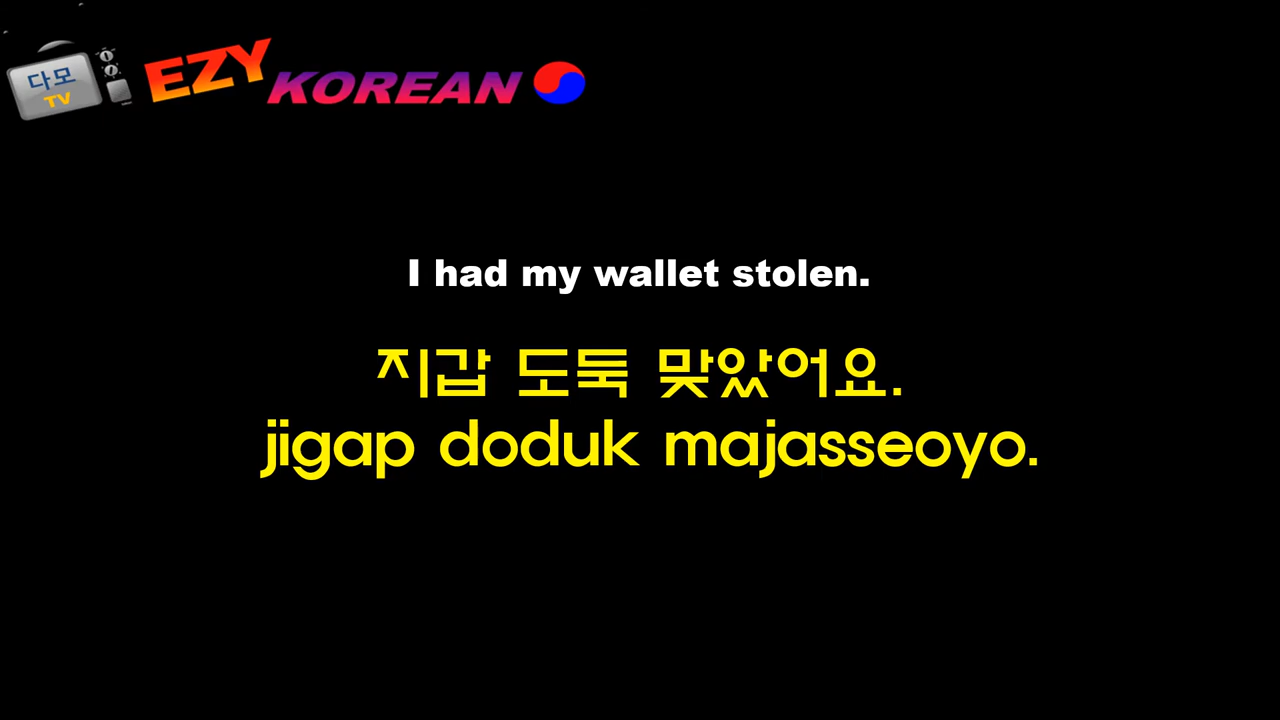 다모
TV
EZY KOREAN
I had my wallet stolen.
지갑 도둑 맞았어요.
jigap doduk majasseoyo.